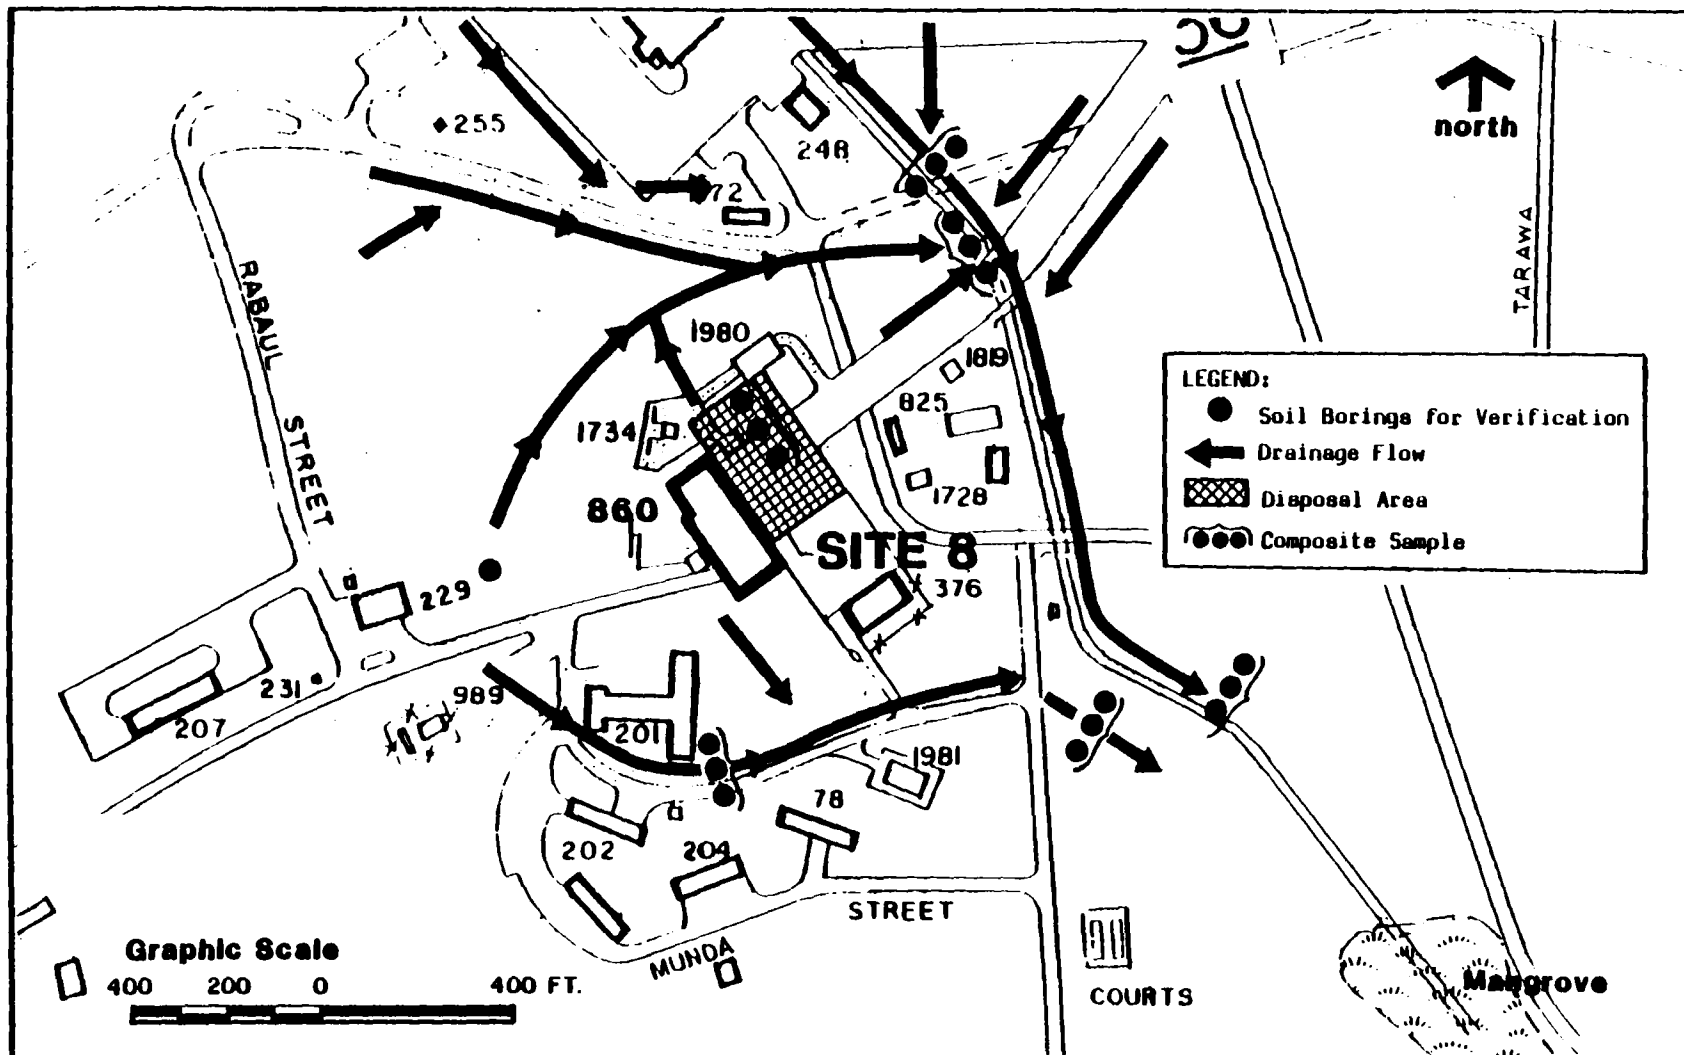 255
248
north
72
TARAWA
RABAUL
STREET
1980
1819
LEGEND:
Soil Borings for Verification
Drainage Flow
Disposal Area
Composite Sample
825
1734
1728
860
SITE 8
376
229
231
207
989
201
1981
78
202
204
STREET
MUNDA
Graphic Scale
400 200 0 400 FT.
COURTS
Mangrove